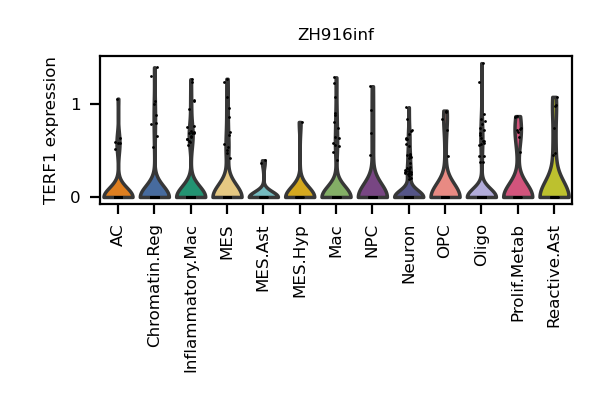 ZH916inf
TERF1 expression
1
0
AC
Chromatin.Reg
Inflammatory.Mac
MES
MES.Ast
MES.Hyp
Mac
NPC
Neuron
OPC
Oligo
Prolif.Metab
Reactive.Ast